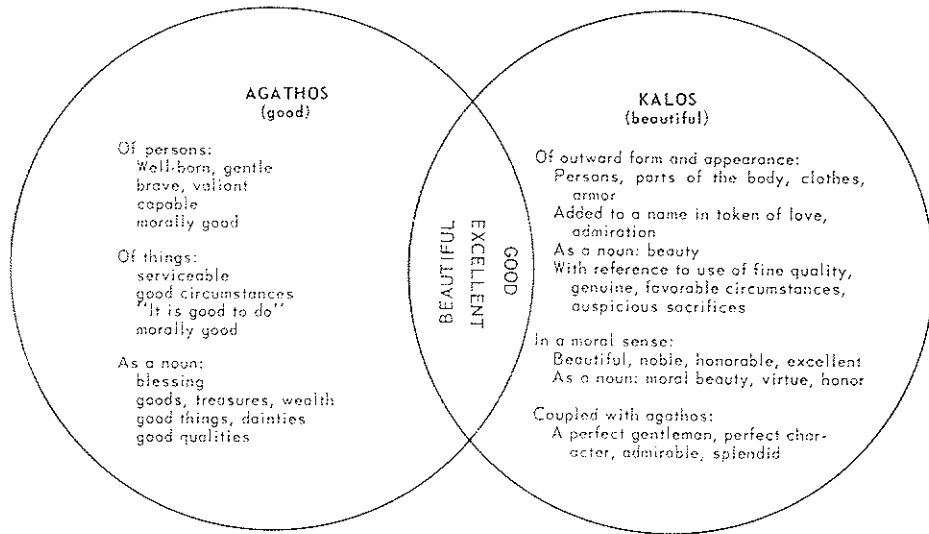 AGATHOS
(good)
Of persons:
Well-born, gentle
brave, valiant
capable
morally good
Of things:
serviceable
good circumstances
"It is good to do"
morally good
As a noun:
blessing
goods, treasures, wealth
good things, dainties
good qualities
BEAUTIFUL
EXCELLENT
GOOD
KALOS
(beautiful)
Of outward form and appearance:
Persons, parts of the body, clothes,
armor
Added to a name in token of love,
admiration
As a noun: beauty
With reference to use of fine quality,
genuine, favorable circumstances,
auspicious sacrifices
In a moral sense:
Beautiful, noble, honorable, excellent
As a noun: moral beauty, virtue, honor
Coupled with agathos:
A perfect gentleman, perfect char-
acter, admirable, splendid